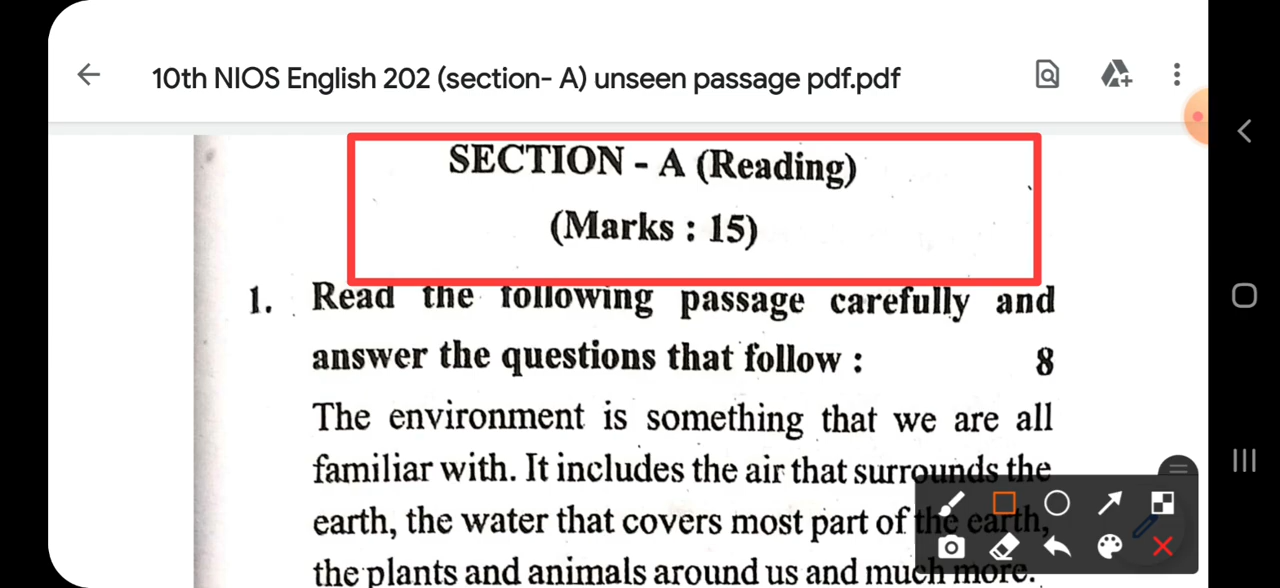 10th NIOS English 202 (section- A) unseen passage pdf.pdf
SECTION - A (Reading)
(Marks : 15)
1. Read the following passage carefully and
answer the questions that follow : 8
The environment is something that we are all
familiar with. It includes the air that surrounds the
earth, the water that covers most part of the earth,
the plants and animals around us and much more.